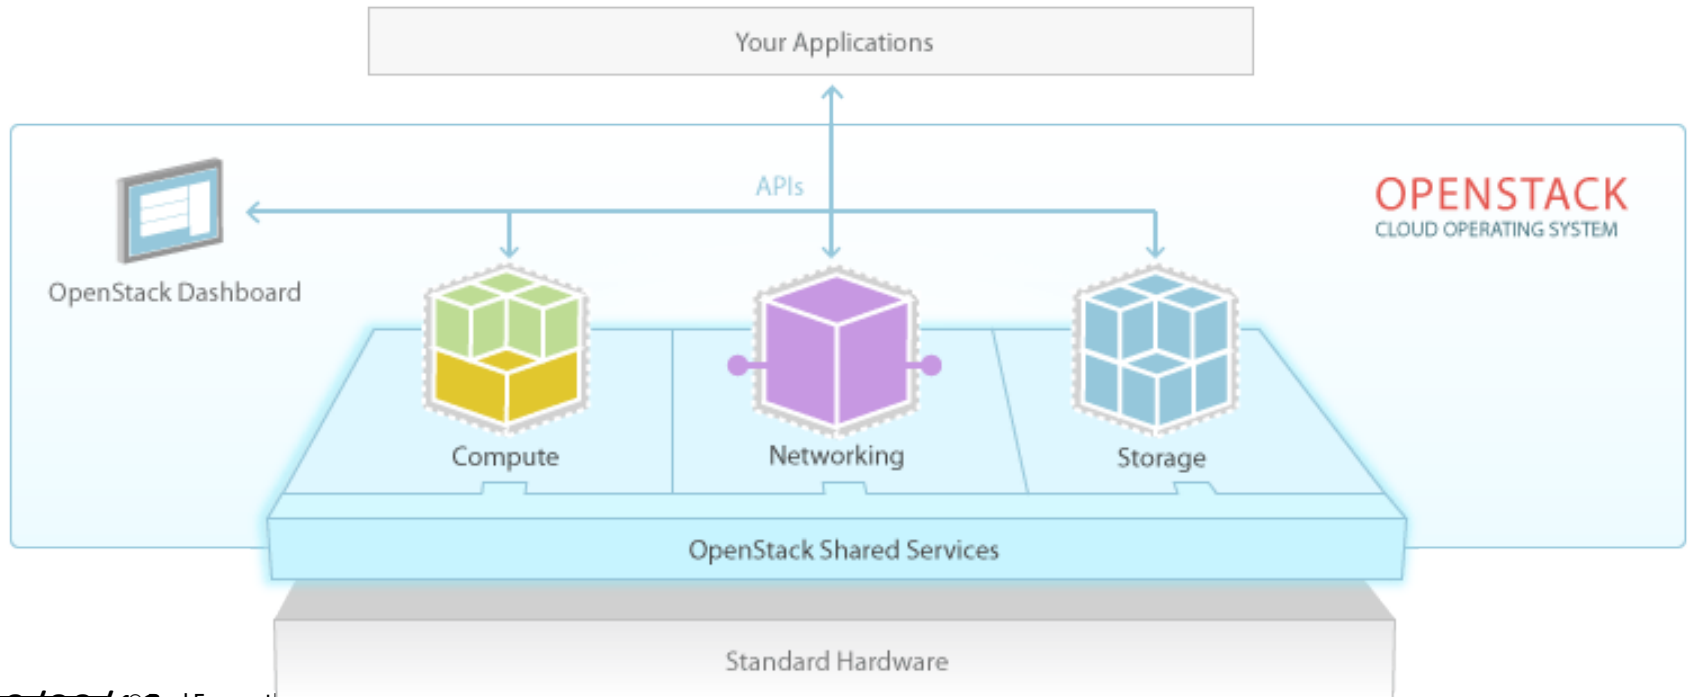 Your Applications
APIs
OPENSTACK
CLOUD OPERATING SYSTEM
OpenStack Dashboard
Compute
Networking
Storage
OpenStack Shared Services
Standard Hardware